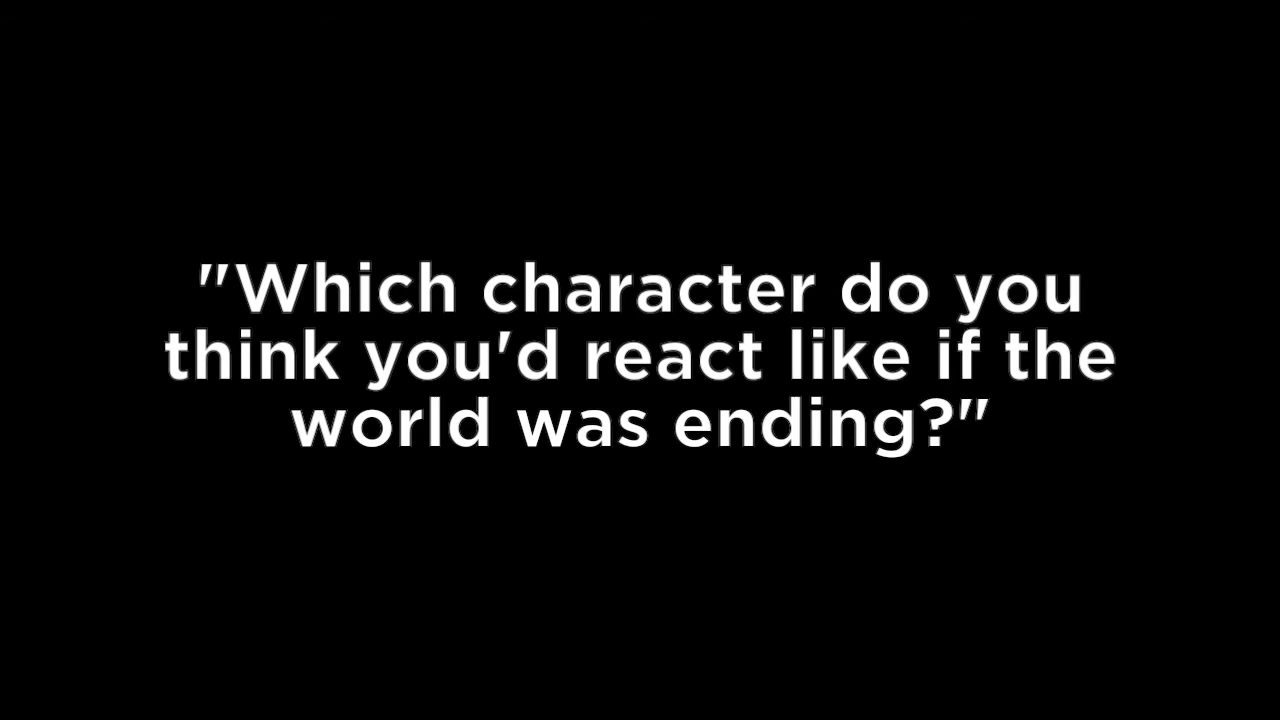 "Which character do you
think you'd react like if the
world was ending?"